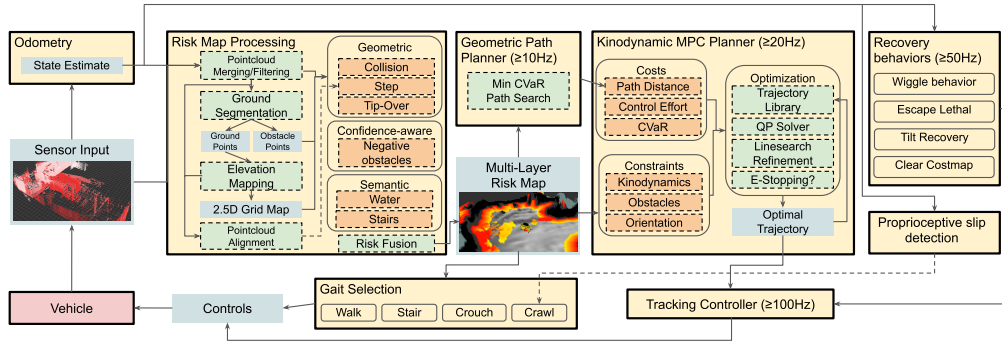 Odometry
State Estimate
Sensor Input
Vehicle
Controls
Risk Map Processing
Pointcloud
Merging/Filtering
Ground
Segmentation
Ground
Points
Obstacle
Points
Elevation
Mapping
2.5D Grid Map
Pointcloud
Alignment
Geometric
Collision
Step
Tip-Over
Confidence-aware
Negative
obstacles
Semantic
Water
Stairs
Risk Fusion
Geometric Path
Planner (≥10Hz)
Min CVaR
Path Search
Multi-Layer
Risk Map
Gait Selection
Walk
Stair
Crouch
Crawl
Kinodynamic MPC Planner (≥20Hz)
Costs
Path Distance
Control Effort
CVaR
Constraints
Kinodynamics
Obstacles
Orientation
Optimization
Trajectory
Library
QP Solver
Linesearch
Refinement
E-Stopping?
Optimal
Trajectory
Tracking Controller (≥100Hz)
Recovery
behaviors (≥50Hz)
Wiggle behavior
Escape Lethal
Tilt Recovery
Clear Costmap
Proprioceptive slip
detection